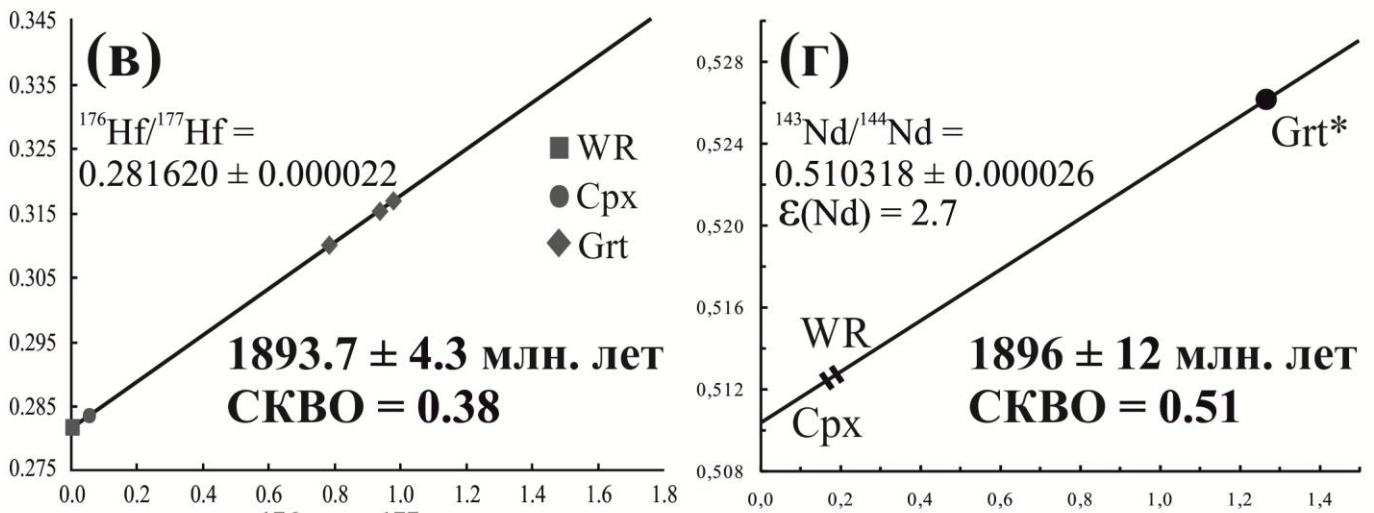 (в)
0.345
0.335
0.325
0.315
0.305
0.295
0.285
0.275
176Hf/177Hf =
0.281620 ± 0.000022
WR
Cpx
Grt
1893.7 ± 4.3 млн. лет
СКВО = 0.38
0.0 0.2 0.4 0.6 0.8 1.0 1.2 1.4 1.6 1.8
(г)
0,528
0,524
0,520
0,516
0,512
0,508
143Nd/144Nd =
0.510318 ± 0.000026
ε(Nd) = 2.7
Grt*
WR
Cpx
1896 ± 12 млн. лет
СКВО = 0.51
0,0 0,2 0,4 0,6 0,8 1,0 1,2 1,4